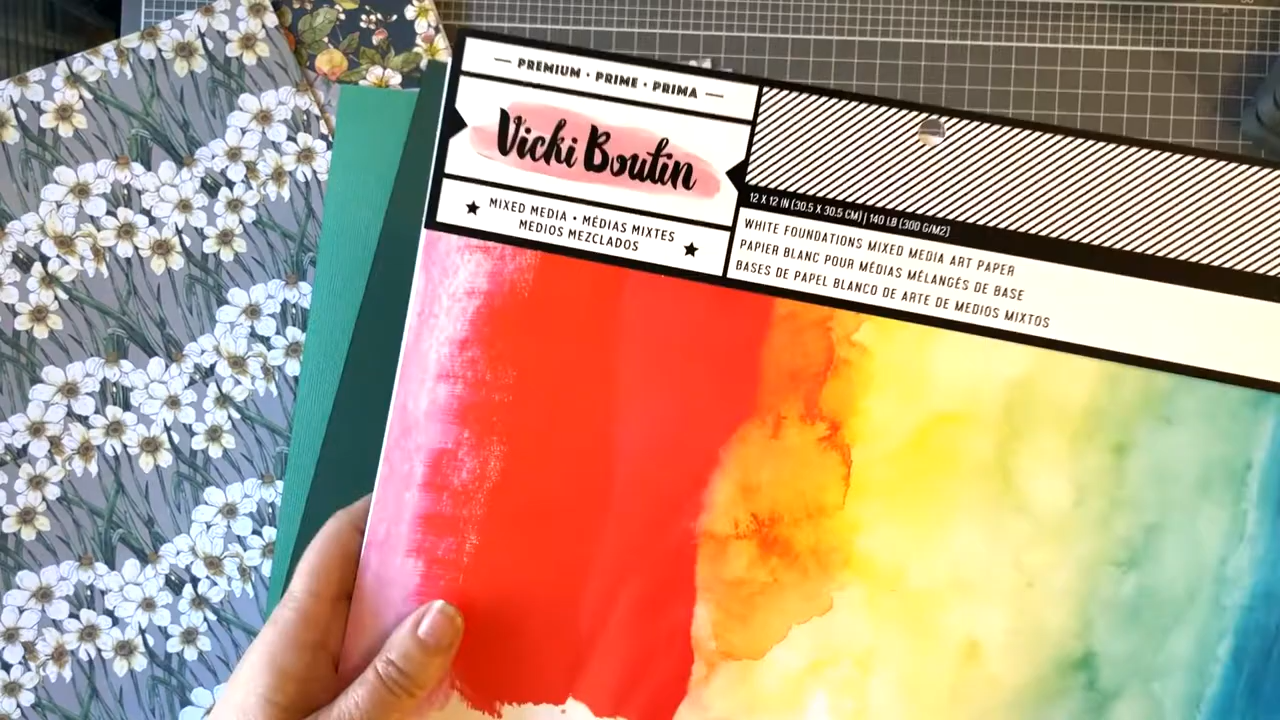 PREMIUM • PRIME • PRIMA
Vicki Boutin
MIXED MEDIA • MÉDIAS MIXTES
MEDIOS MEZCLADOS
12 X 12 IN (30.5 X 30.5 CM) | 140 LB (300 G/M2)
WHITE FOUNDATIONS MIXED MEDIA ART PAPER
PAPIER BLANC POUR MÉDIAS MÉLANGÉS DE BASE
BASES DE PAPEL BLANCO DE ARTE DE MEDIOS MIXTOS